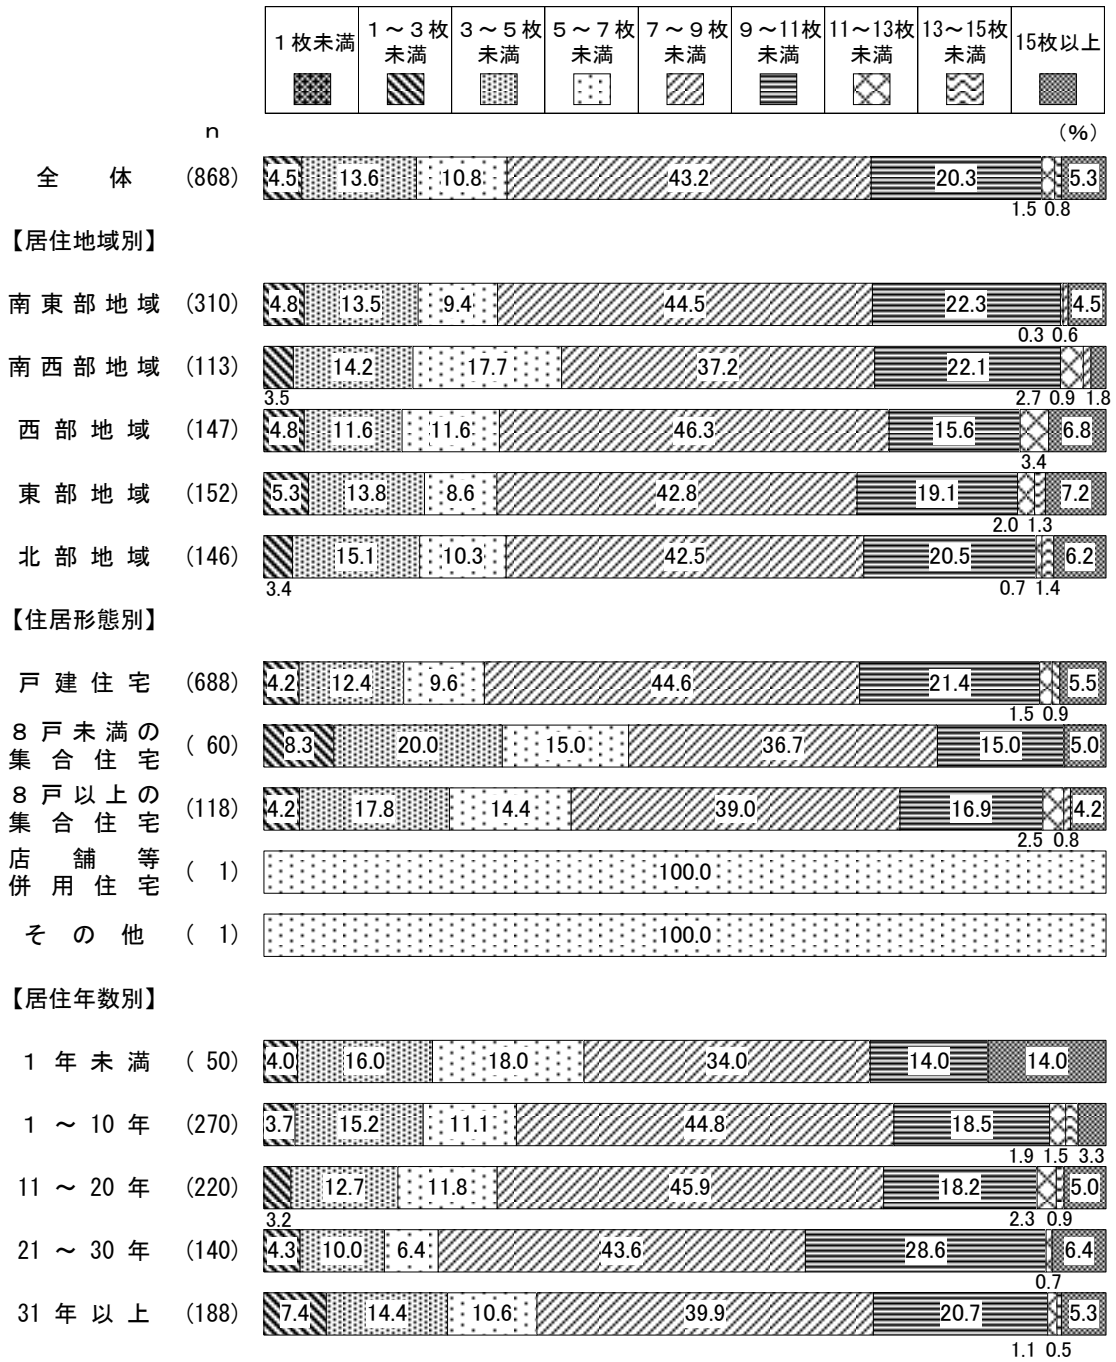 １枚未満 １～３枚未満 ３～５枚未満 ５～７枚未満 ７～９枚未満 ９～11枚未満 11～13枚未満 13～15枚未満 15枚以上
n （％）
全体 (868) 4.5 13.6 10.8 43.2 20.3 5.3
1.5 0.8
【居住地域別】
南東部地域 (310) 4.8 13.5 9.4 44.5 22.3 4.5
0.3 0.6
南西部地域 (113) 14.2 17.7 37.2 22.1
3.5 2.7 0.9 1.8
西部地域 (147) 4.8 11.6 11.6 46.3 15.6 6.8
3.4
東部地域 (152) 5.3 13.8 8.6 42.8 19.1 7.2
2.0 1.3
北部地域 (146) 15.1 10.3 42.5 20.5 6.2
3.4 0.7 1.4
【住居形態別】
戸建住宅 (688) 4.2 12.4 9.6 44.6 21.4 5.5
1.5 0.9
８戸未満の
集合住宅 ( 60) 8.3 20.0 15.0 36.7 15.0 5.0
８戸以上の
集合住宅 (118) 4.2 17.8 14.4 39.0 16.9 4.2
2.5 0.8
店舗等
併用住宅 ( 1) 100.0
その他 ( 1) 100.0
【居住年数別】
１年未満 ( 50) 4.0 16.0 18.0 34.0 14.0 14.0
１～10年 (270) 3.7 15.2 11.1 44.8 18.5
1.9 1.5 3.3
11～20年 (220) 12.7 11.8 45.9 18.2 5.0
3.2 2.3 0.9
21～30年 (140) 4.3 10.0 6.4 43.6 28.6 6.4
0.7
31年以上 (188) 7.4 14.4 10.6 39.9 20.7 5.3
1.1 0.5